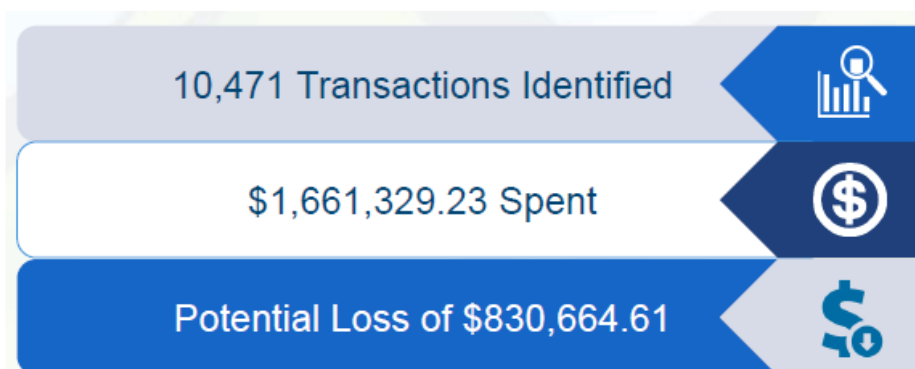 10,471 Transactions Identified
$1,661,329.23 Spent
Potential Loss of $830,664.61